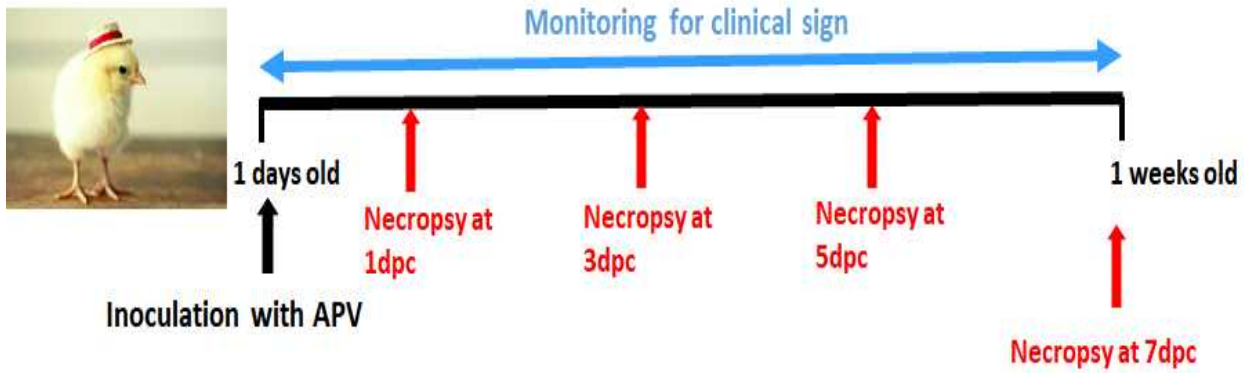 Monitoring for clinical sign
1 days old
1 weeks old
Necropsy at
1dpc
Necropsy at
3dpc
Necropsy at
5dpc
Inoculation with APV
Necropsy at 7dpc